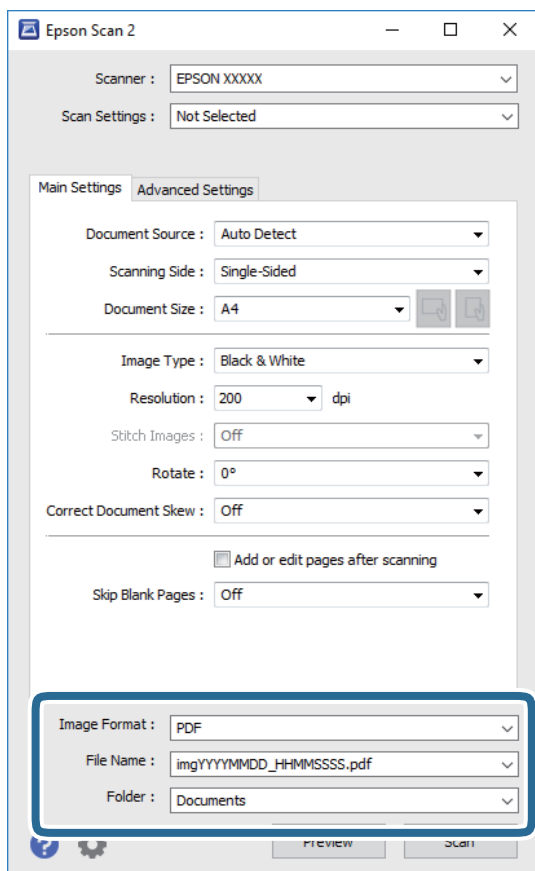 Epson Scan 2
Scanner : EPSON XXXXX
Scan Settings : Not Selected
Main Settings Advanced Settings
Document Source : Auto Detect
Scanning Side : Single-Sided
Document Size : A4
Image Type : Black & White
Resolution : 200 dpi
Stitch Images : Off
Rotate : 0°
Correct Document Skew : Off
Add or edit pages after scanning
Skip Blank Pages : Off
Image Format : PDF
File Name : imgYYYYMMDD_HHMMSSSS.pdf
Folder : Documents
? Preview Scan